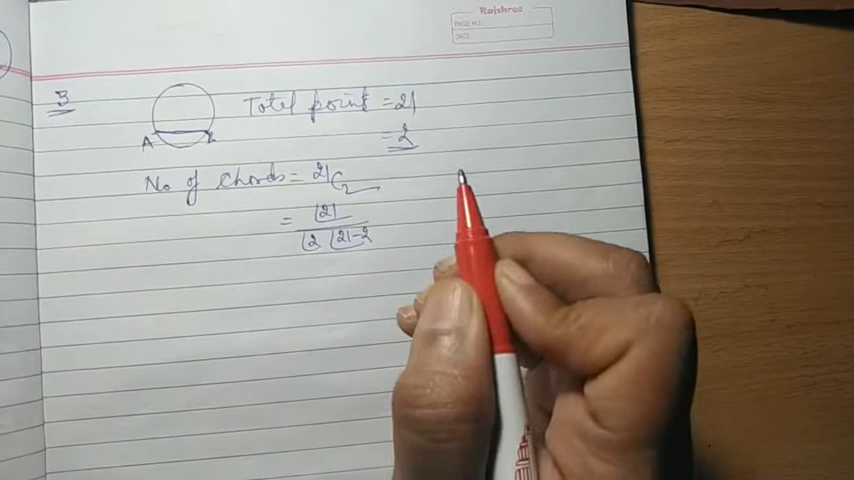 Rajshree
PAGE NO.
DATE:
3
A B
Total point = 21
= 2
No of Chords = 21C2
= |21
|2 |21-2